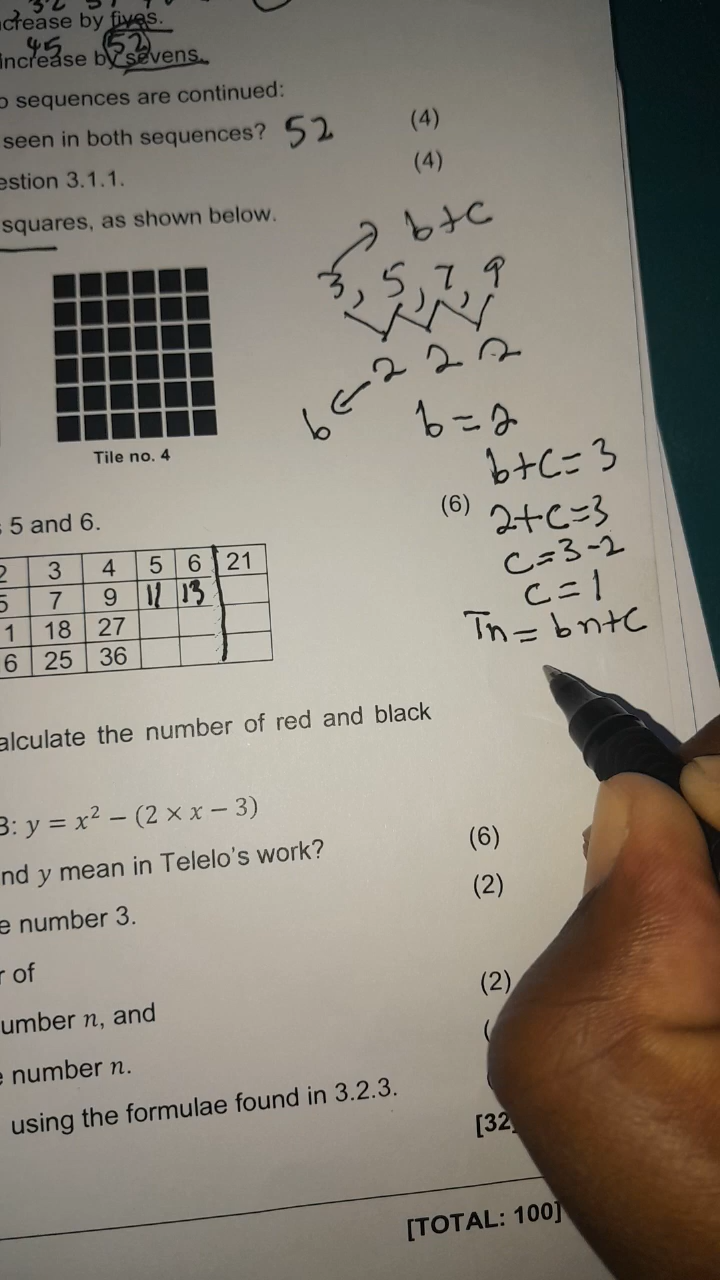 crease by fives.
45 52
increase by sevens.
o sequences are continued:
seen in both sequences? 52 (4)
estion 3.1.1. (4)
squares, as shown below.
b+c
3, 5, 7, 9
2 2 2
b b = 2
Tile no. 4
b+c=3
5 and 6. (6) 2+c=3
c=3-2
c=1
Tn = bn+c
2 3 4 5 6 21
5 7 9 11 13
1 18 27
6 25 36
alculate the number of red and black
B: y = x² − (2 × x − 3)
nd y mean in Telelo's work? (6)
e number 3. (2)
r of
umber n, and (2)
e number n. (
using the formulae found in 3.2.3.
[32]
[TOTAL: 100]